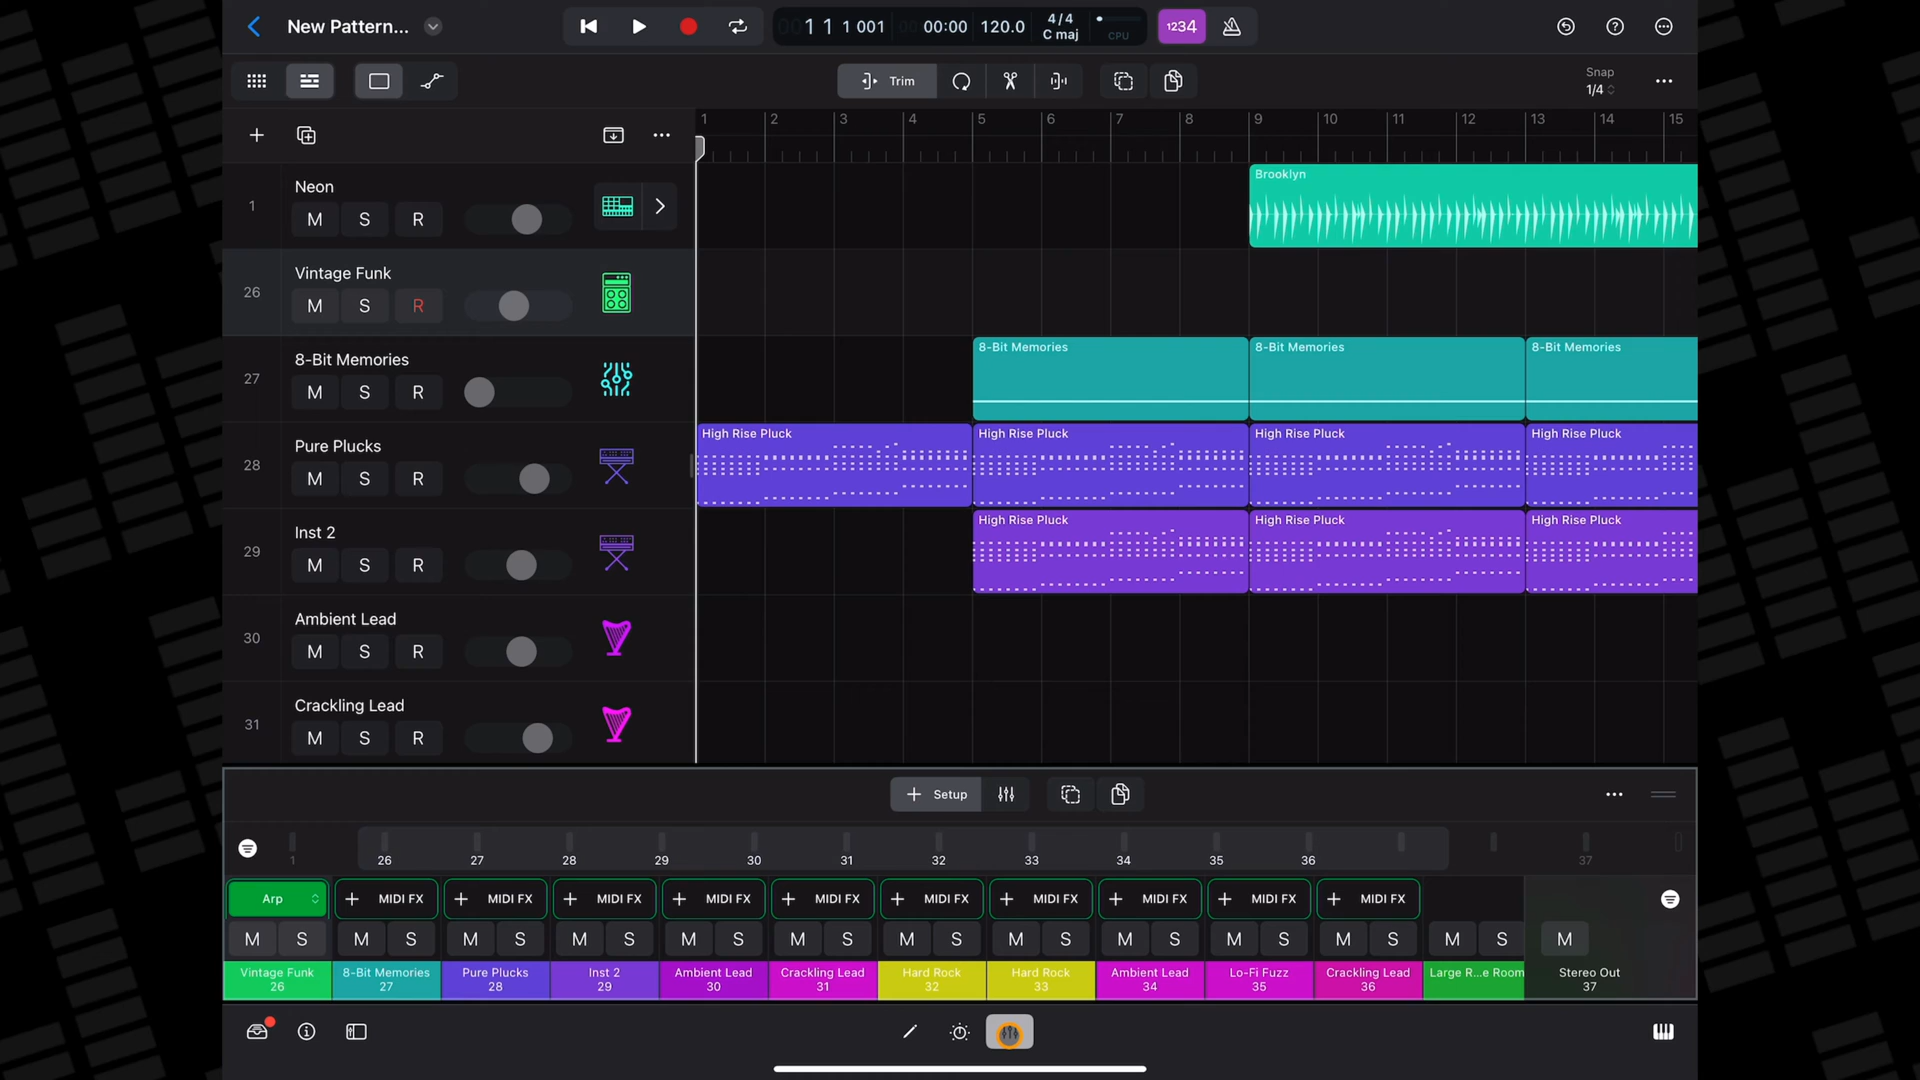 New Pattern...
1 1 1 001
00:00
120.0
4/4
C maj
CPU
1234
Trim
Snap
1/4
1 2 3 4 5 6 7 8 9 10 11 12 13 14 15
1
Neon
M S R
Brooklyn
26
Vintage Funk
M S R
27
8-Bit Memories
M S R
8-Bit Memories
8-Bit Memories
8-Bit Memories
28
Pure Plucks
M S R
High Rise Pluck
High Rise Pluck
High Rise Pluck
High Rise Pluck
29
Inst 2
M S R
High Rise Pluck
High Rise Pluck
High Rise Pluck
30
Ambient Lead
M S R
31
Crackling Lead
M S R
Setup
1 26 27 28 29 30 31 32 33 34 35 36 37
Arp MIDI FX MIDI FX MIDI FX MIDI FX MIDI FX MIDI FX MIDI FX MIDI FX MIDI FX MIDI FX
M S M S M S M S M S M S M S M S M S M S M S M S M
Vintage Funk 8-Bit Memories Pure Plucks Inst 2 Ambient Lead Crackling Lead Hard Rock Hard Rock Ambient Lead Lo-Fi Fuzz Crackling Lead Large R...e Room Stereo Out
26 27 28 29 30 31 32 33 34 35 36 37